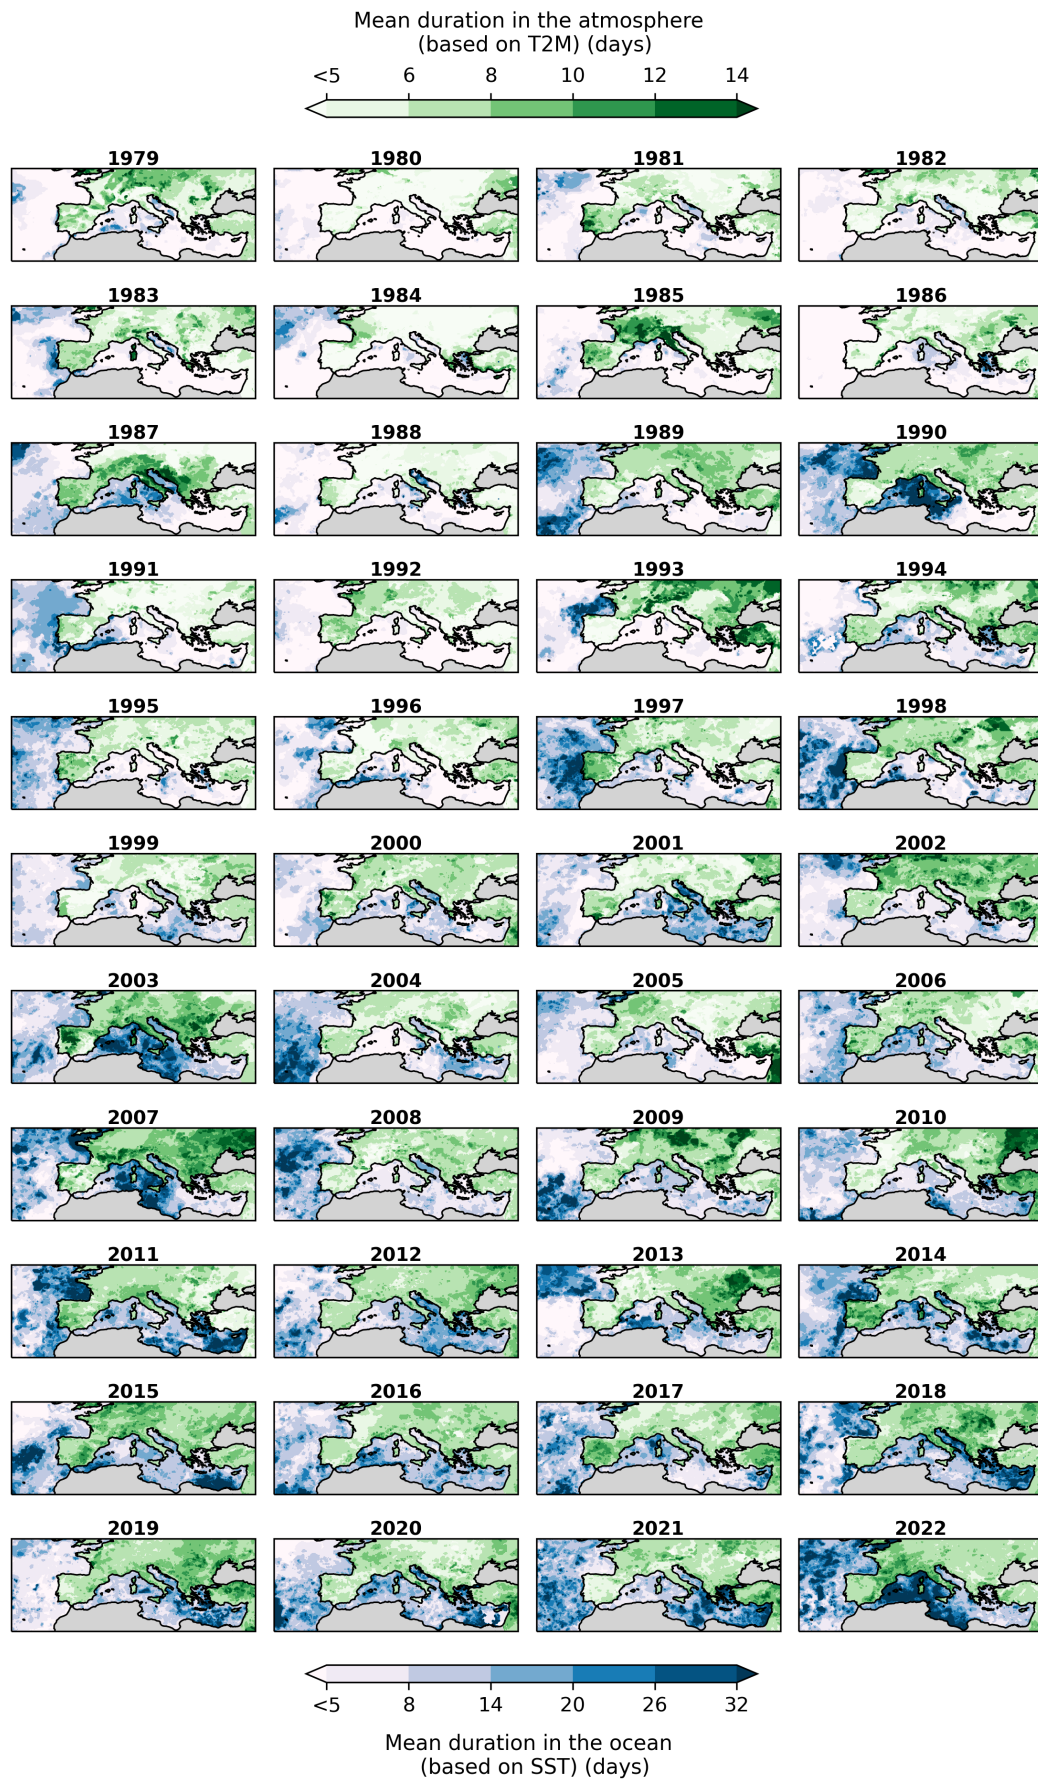 Mean duration in the atmosphere
(based on T2M) (days)
<5 6 8 10 12 14
1979 1980 1981 1982
1983 1984 1985 1986
1987 1988 1989 1990
1991 1992 1993 1994
1995 1996 1997 1998
1999 2000 2001 2002
2003 2004 2005 2006
2007 2008 2009 2010
2011 2012 2013 2014
2015 2016 2017 2018
2019 2020 2021 2022
<5 8 14 20 26 32
Mean duration in the ocean
(based on SST) (days)